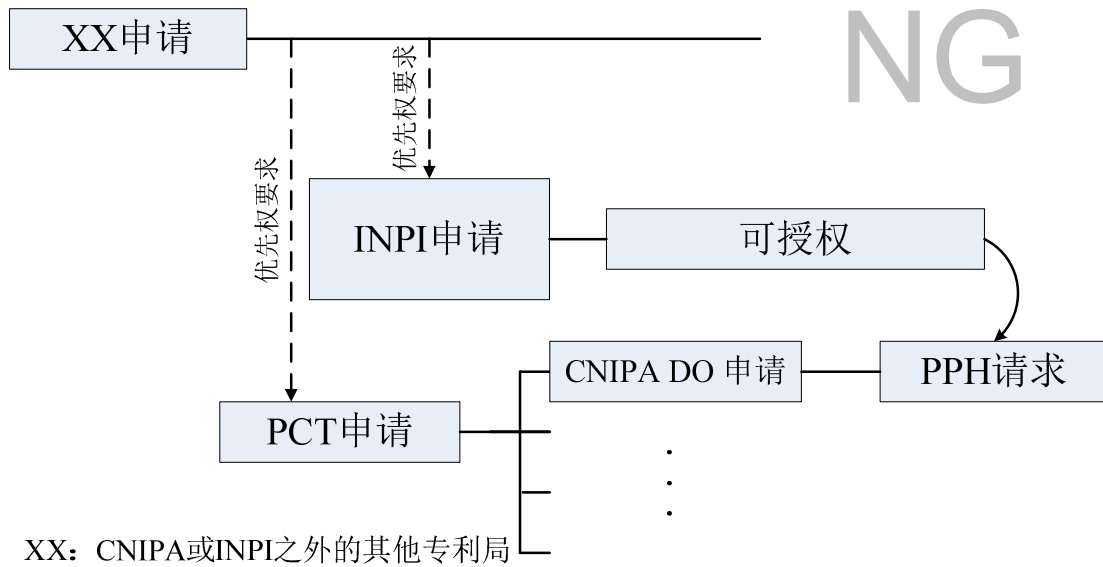 XX申请
NG
优先权要求
优先权要求
INPI申请
可授权
CNIPA DO 申请
PPH请求
PCT申请
XX：CNIPA或INPI之外的其他专利局